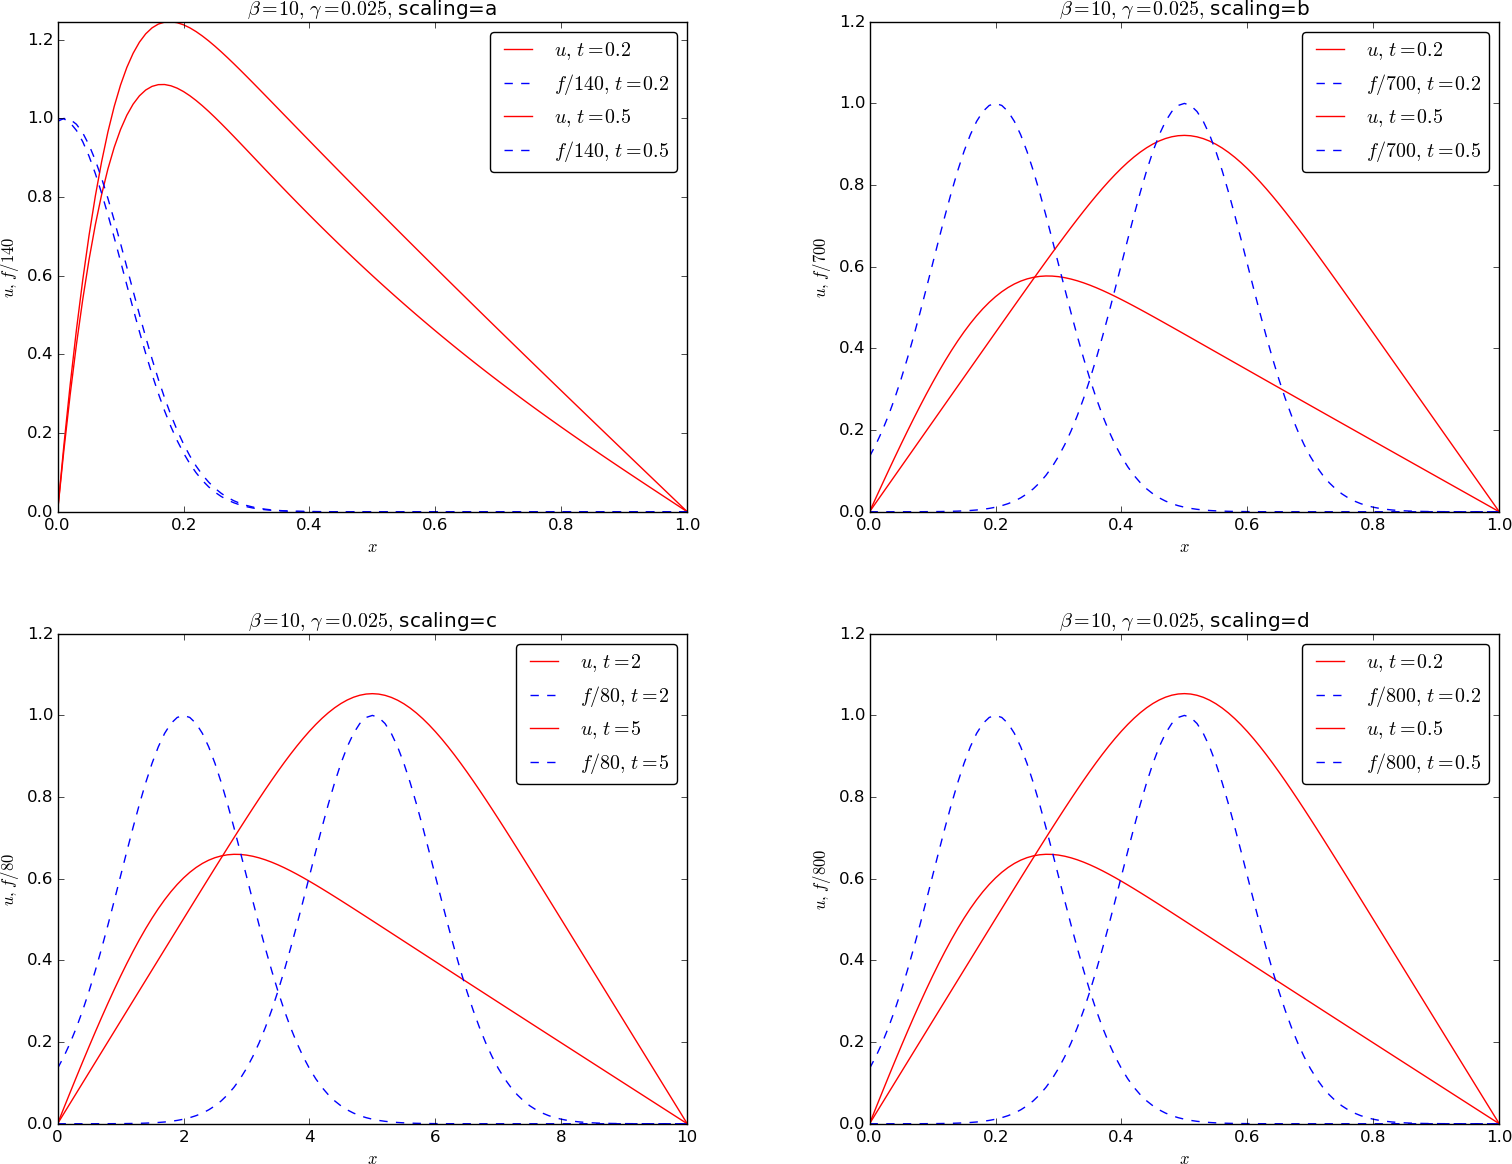 β=10, γ=0.025, scaling=a
1.2
1.0
0.8
0.6
0.4
0.2
0.0
u, f/140
u, t=0.2
f/140, t=0.2
u, t=0.5
f/140, t=0.5
0.0 0.2 0.4 0.6 0.8 1.0
x
β=10, γ=0.025, scaling=b
1.2
1.0
0.8
0.6
0.4
0.2
0.0
u, f/700
u, t=0.2
f/700, t=0.2
u, t=0.5
f/700, t=0.5
0.0 0.2 0.4 0.6 0.8 1.0
x
β=10, γ=0.025, scaling=c
1.2
1.0
0.8
0.6
0.4
0.2
0.0
u, f/80
u, t=2
f/80, t=2
u, t=5
f/80, t=5
0 2 4 6 8 10
x
β=10, γ=0.025, scaling=d
1.2
1.0
0.8
0.6
0.4
0.2
0.0
u, f/800
u, t=0.2
f/800, t=0.2
u, t=0.5
f/800, t=0.5
0.0 0.2 0.4 0.6 0.8 1.0
x